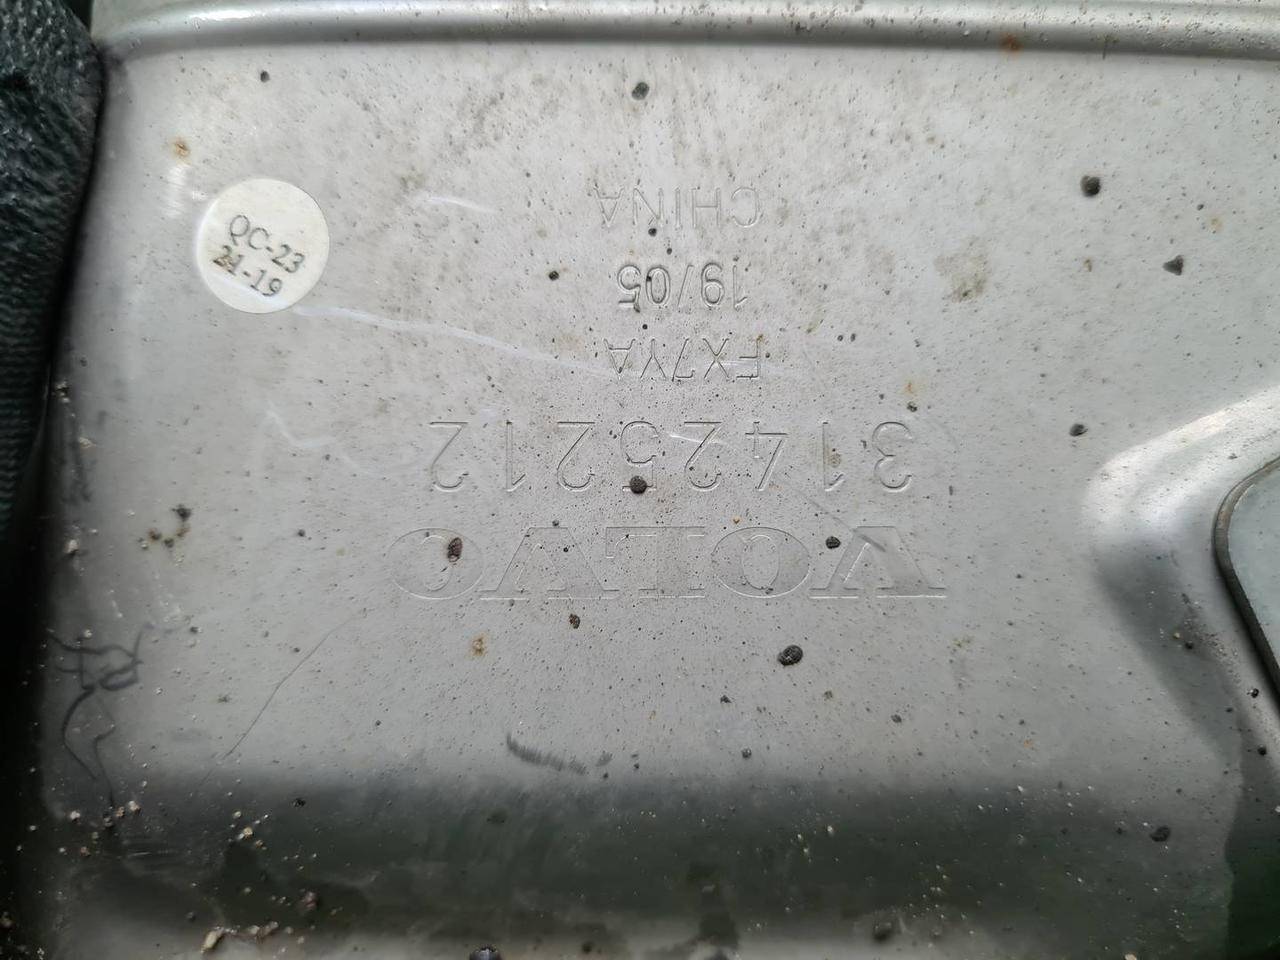 VOLVO
31425212
FX7YA
19/05
CHINA
QC-23
21-19